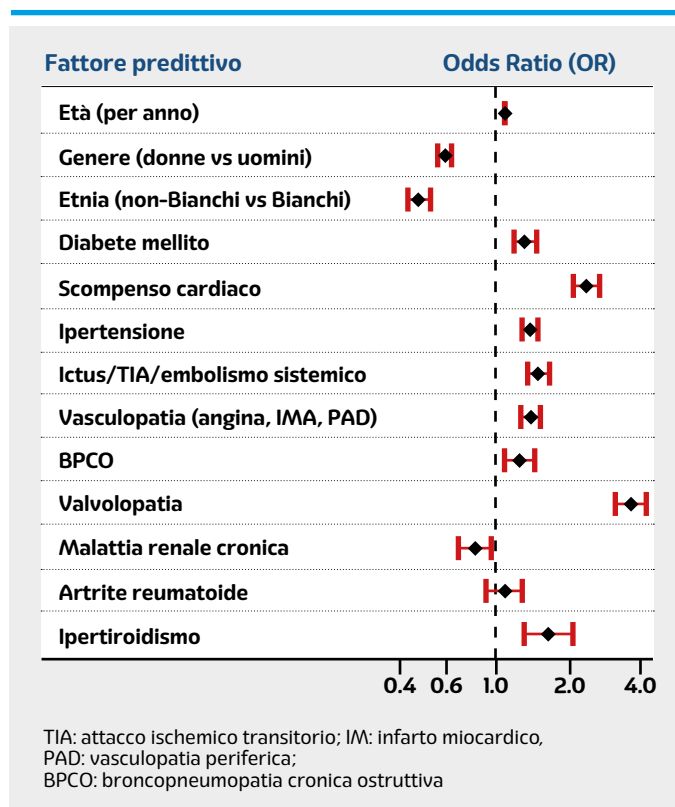 Fattore predittivo Odds Ratio (OR)
Età (per anno)
Genere (donne vs uomini)
Etnia (non-Bianchi vs Bianchi)
Diabete mellito
Scompenso cardiaco
Ipertensione
Ictus/TIA/embolismo sistemico
Vasculopatia (angina, IMA, PAD)
BPCO
Valvolopatia
Malattia renale cronica
Artrite reumatoide
Ipertiroidismo
0.4 0.6 1.0 2.0 4.0
TIA: attacco ischemico transitorio; IM: infarto miocardico,
PAD: vasculopatia periferica;
BPCO: broncopneumopatia cronica ostruttiva